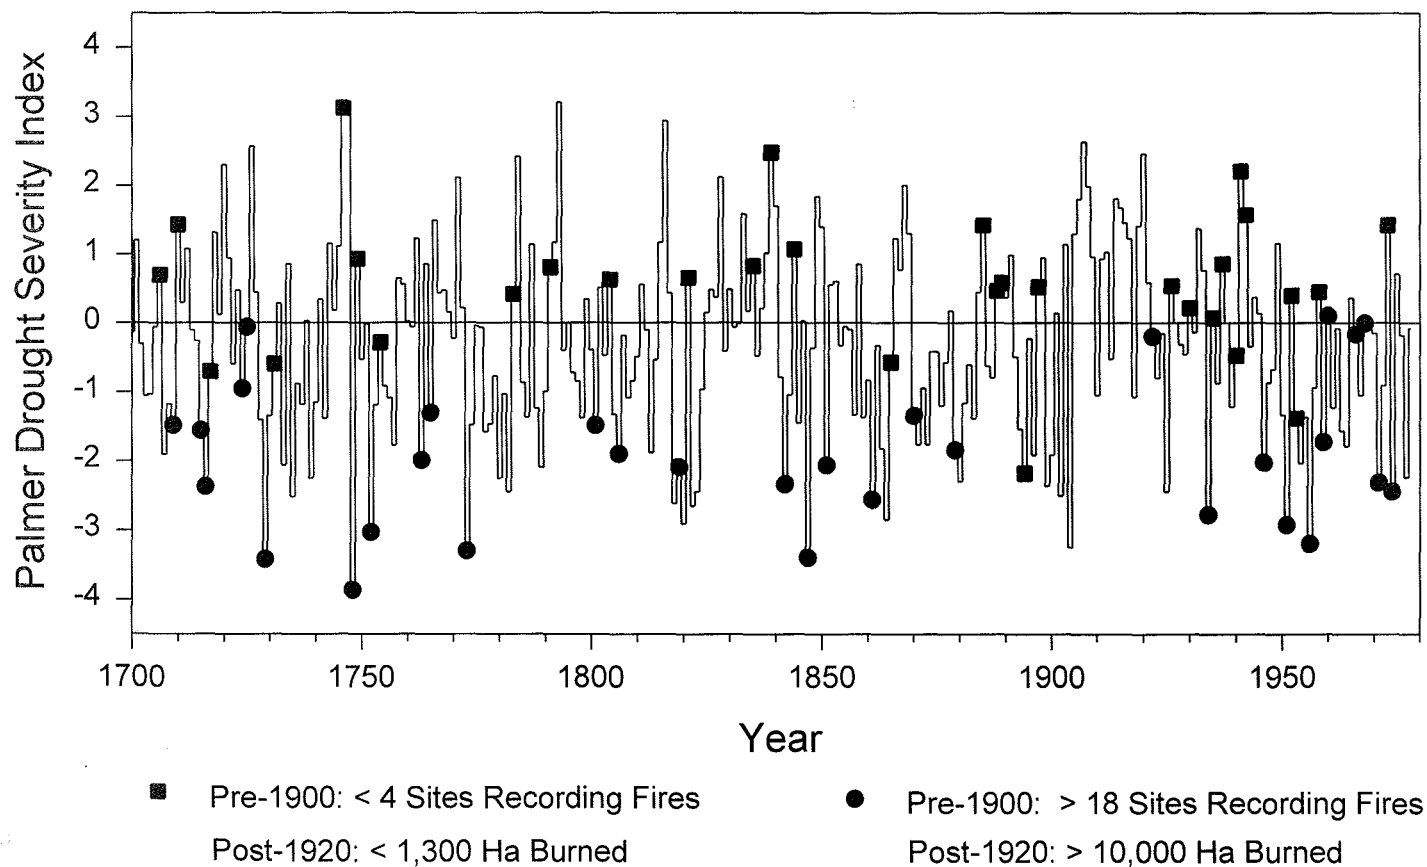 Palmer Drought Severity Index
4
3
2
1
0
-1
-2
-3
-4
1700 1750 1800 1850 1900 1950
Year
Pre-1900: < 4 Sites Recording Fires
Post-1920: < 1,300 Ha Burned
Pre-1900: > 18 Sites Recording Fires
Post-1920: > 10,000 Ha Burned